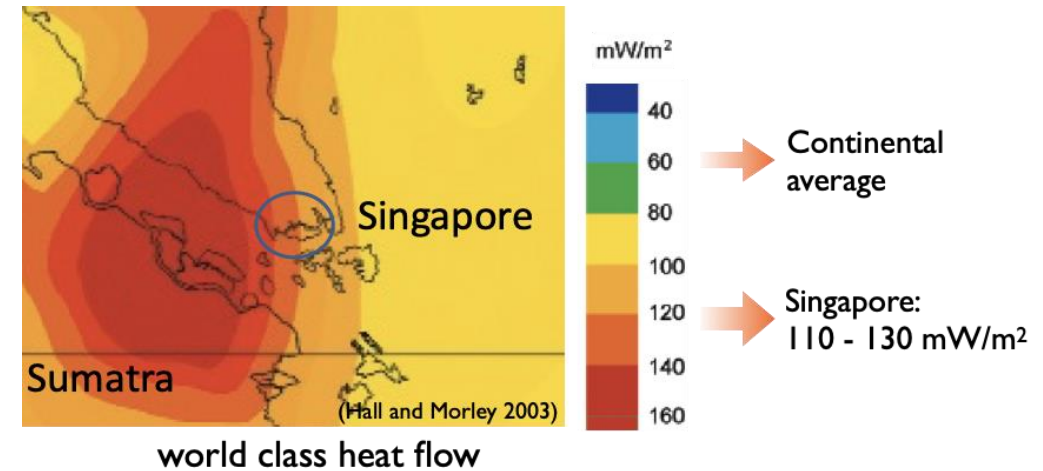 mW/m²
40
60
80
100
120
140
160
Continental
average
Singapore:
110 - 130 mW/m²
Singapore
Sumatra
(Hall and Morley 2003)
world class heat flow